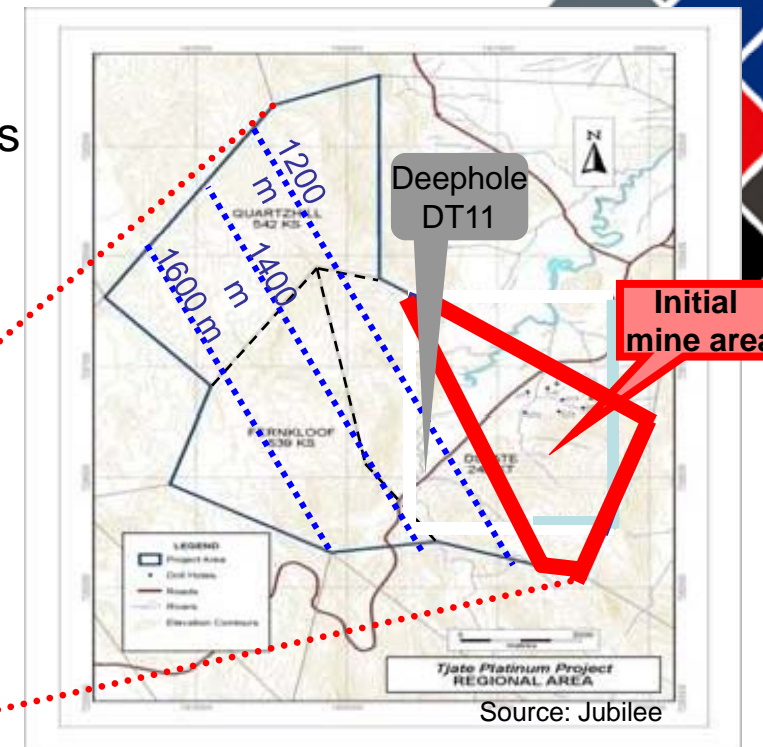 s
1200
m
Deephole
DT11
QUARTZHILL
542 KS
1400
m
1600 m
N
Initial
mine area
FERNKLOOF
539 KS
LEGEND
Project Area
Drill Holes
Roads
Rivers
Elevation Contours
Tjate Platinum Project
REGIONAL AREA
Source: Jubilee